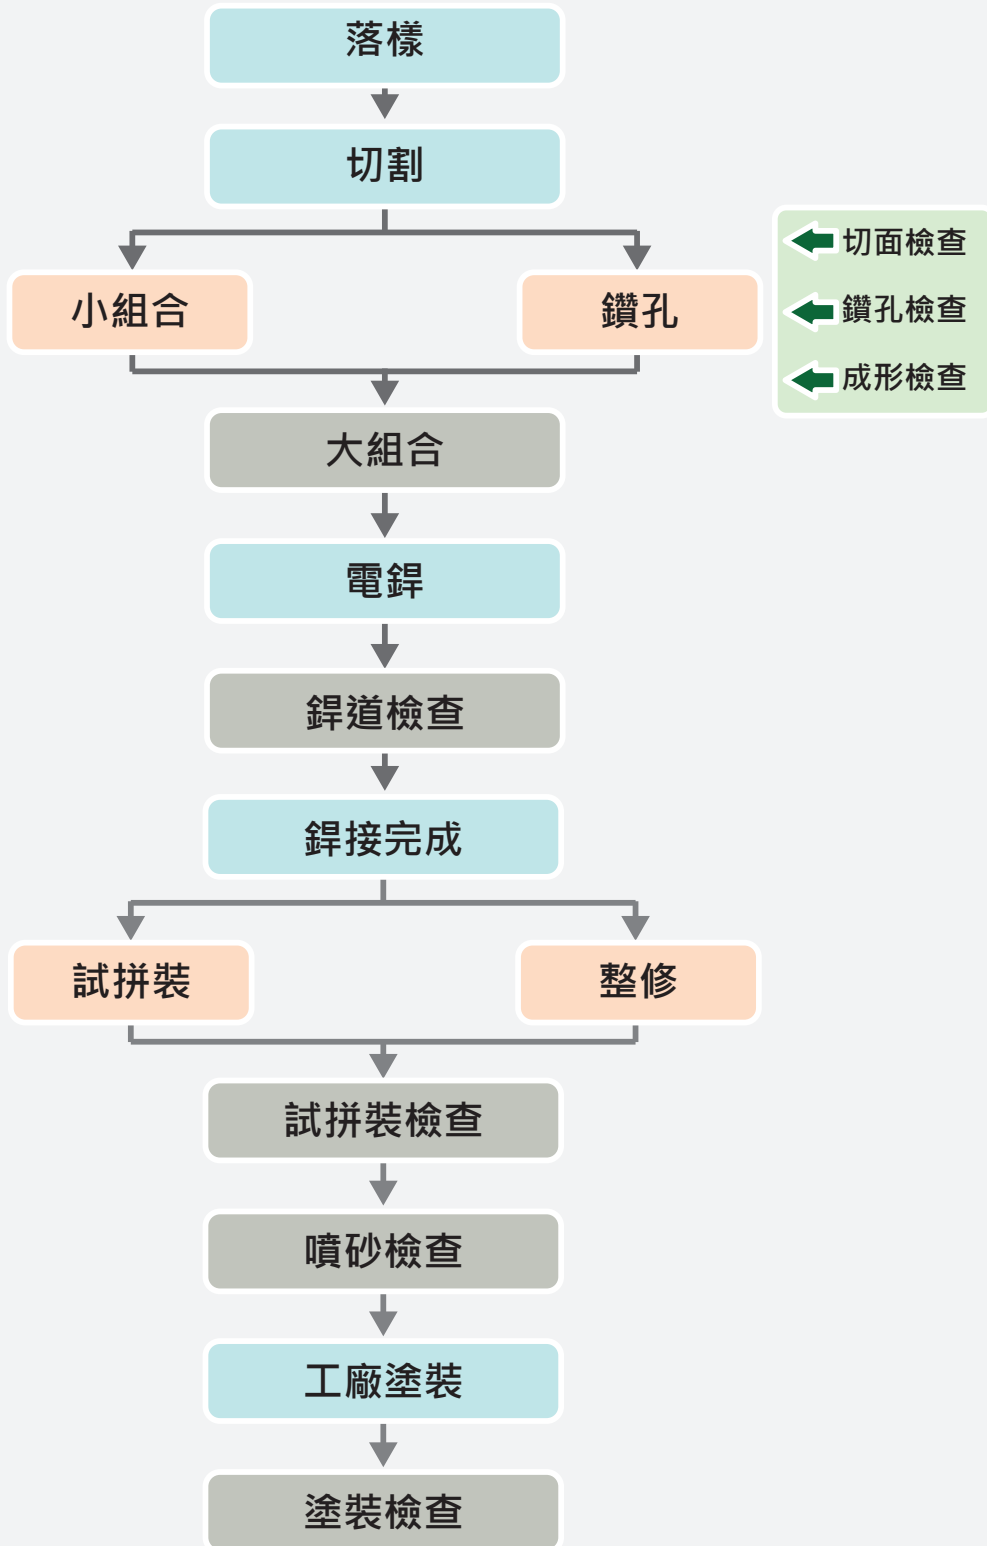 落樣
切割
小組合
鑽孔
切面檢查
鑽孔檢查
成形檢查
大組合
電銲
銲道檢查
銲接完成
試拼裝
整修
試拼裝檢查
噴砂檢查
工廠塗裝
塗裝檢查